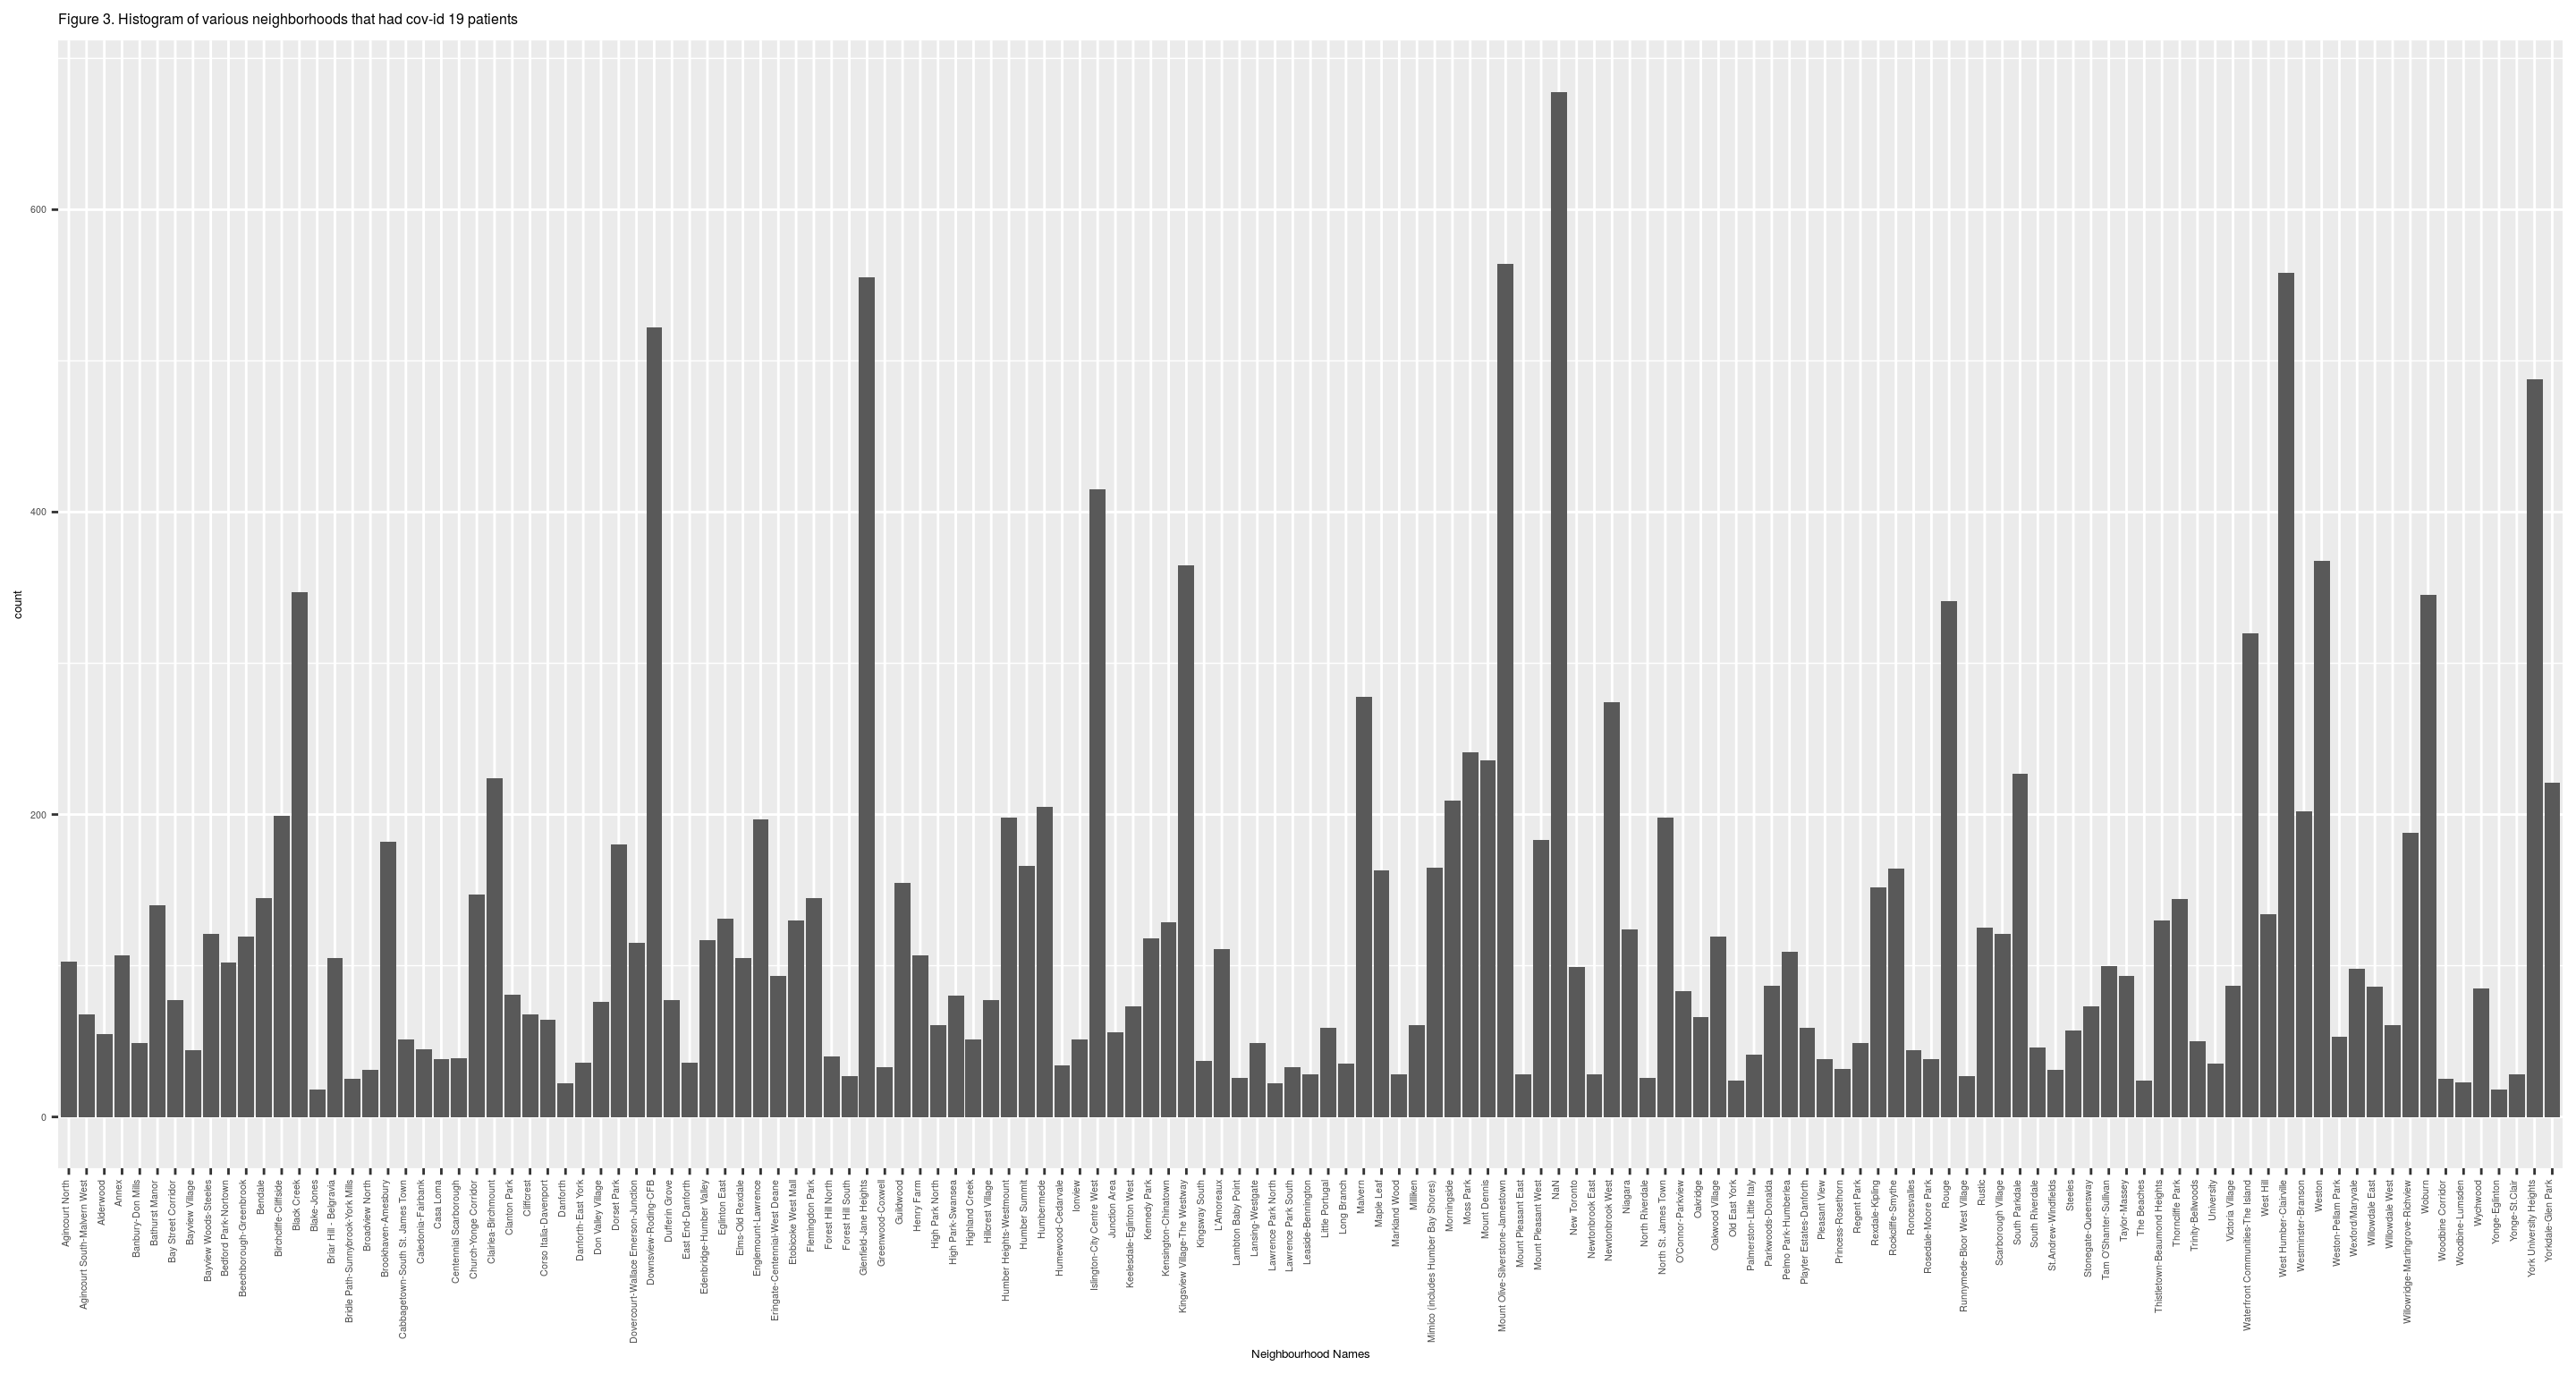 Figure 3. Histogram of various neighborhoods that had cov-id 19 patients
600
400
200
0
count
Agincourt North
Agincourt South-Malvern West
Alderwood
Annex
Banbury-Don Mills
Bathurst Manor
Bay Street Corridor
Bayview Village
Bayview Woods-Steeles
Bedford Park-Nortown
Beechborough-Greenbrook
Bendale
Birchcliffe-Cliffside
Black Creek
Blake-Jones
Briar Hill - Belgravia
Bridle Path-Sunnybrook-York Mills
Broadview North
Brookhaven-Amesbury
Cabbagetown-South St. James Town
Caledonia-Fairbank
Casa Loma
Centennial Scarborough
Church-Yonge Corridor
Clairlea-Birchmount
Clanton Park
Cliffcrest
Corso Italia-Davenport
Danforth
Danforth-East York
Don Valley Village
Dorset Park
Dovercourt-Wallace Emerson-Junction
Downsview-Roding-CFB
Dufferin Grove
East End-Danforth
Edenbridge-Humber Valley
Eglinton East
Elms-Old Rexdale
Englemount-Lawrence
Eringate-Centennial-West Deane
Etobicoke West Mall
Flemingdon Park
Forest Hill North
Forest Hill South
Glenfield-Jane Heights
Greenwood-Coxwell
Guildwood
Henry Farm
High Park North
High Park-Swansea
Highland Creek
Hillcrest Village
Humber Heights-Westmount
Humber Summit
Humbermede
Humewood-Cedarvale
Ionview
Islington-City Centre West
Junction Area
Keelesdale-Eglinton West
Kennedy Park
Kensington-Chinatown
Kingsview Village-The Westway
Kingsway South
L'Amoreaux
Lambton Baby Point
Lansing-Westgate
Lawrence Park North
Lawrence Park South
Leaside-Bennington
Little Portugal
Long Branch
Malvern
Maple Leaf
Markland Wood
Milliken
Mimico (includes Humber Bay Shores)
Morningside
Moss Park
Mount Dennis
Mount Olive-Silverstone-Jamestown
Mount Pleasant East
Mount Pleasant West
NaN
New Toronto
Newtonbrook East
Newtonbrook West
Niagara
North Riverdale
North St. James Town
O'Connor-Parkview
Oakridge
Oakwood Village
Old East York
Palmerston-Little Italy
Parkwoods-Donalda
Pelmo Park-Humberlea
Playter Estates-Danforth
Pleasant View
Princess-Rosethorn
Regent Park
Rexdale-Kipling
Rockcliffe-Smythe
Roncesvalles
Rosedale-Moore Park
Rouge
Runnymede-Bloor West Village
Rustic
Scarborough Village
South Parkdale
South Riverdale
St.Andrew-Windfields
Steeles
Stonegate-Queensway
Tam O'Shanter-Sullivan
Taylor-Massey
The Beaches
Thistletown-Beaumond Heights
Thorncliffe Park
Trinity-Bellwoods
University
Victoria Village
Waterfront Communities-The Island
West Hill
West Humber-Clairville
Westminster-Branson
Weston
Weston-Pellam Park
Wexford/Maryvale
Willowdale East
Willowdale West
Willowridge-Martingrove-Richview
Woburn
Woodbine Corridor
Woodbine-Lumsden
Wychwood
Yonge-Eglinton
Yonge-St.Clair
York University Heights
Yorkdale-Glen Park
Neighbourhood Names